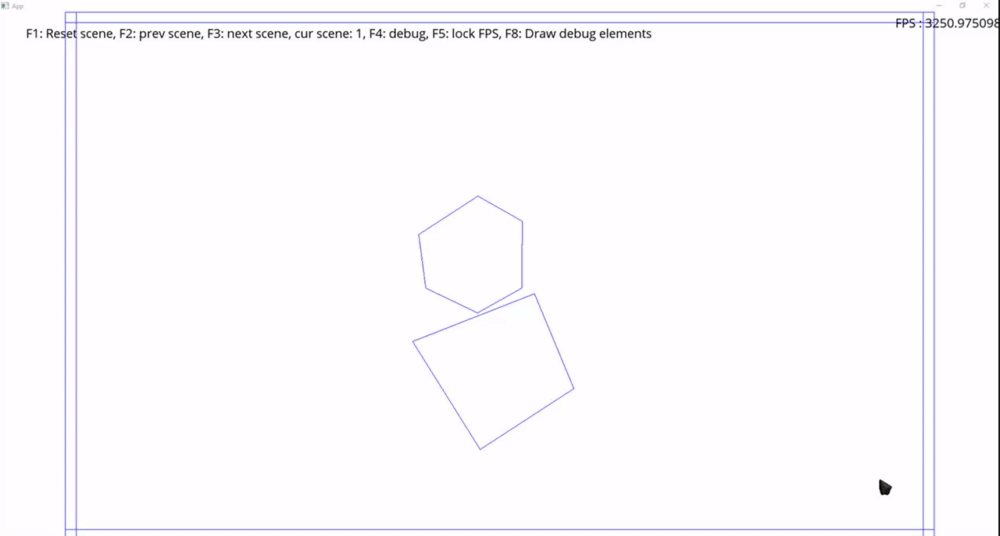 App
FPS : 3250.975098
F1: Reset scene, F2: prev scene, F3: next scene, cur scene: 1, F4: debug, F5: lock FPS, F8: Draw debug elements